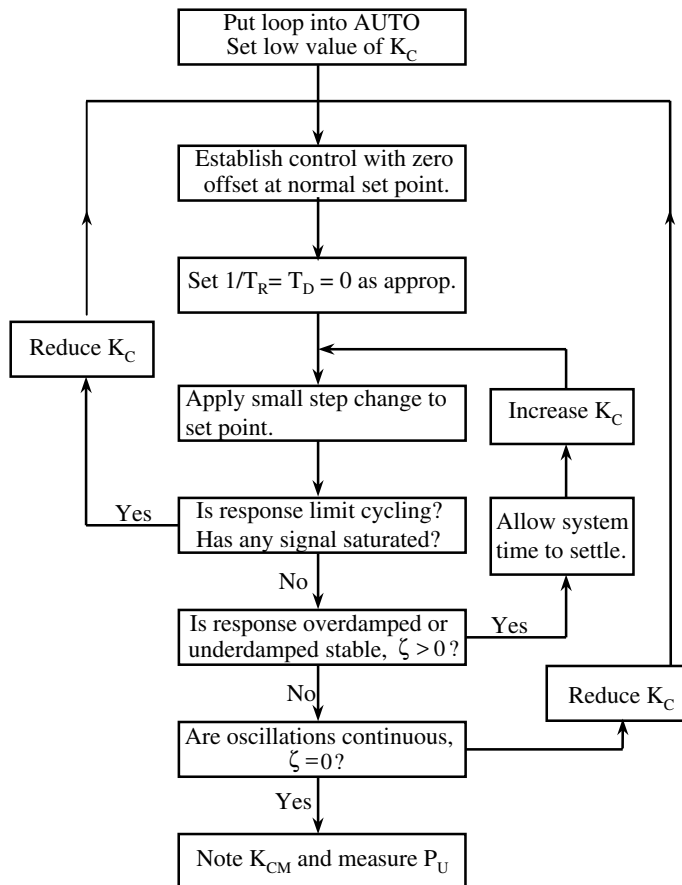 Put loop into AUTO
Set low value of K_C
Establish control with zero
offset at normal set point.
Set 1/T_R= T_D = 0 as approp.
Reduce K_C
Apply small step change to
set point.
Increase K_C
Yes
Is response limit cycling?
Has any signal saturated?
Allow system
time to settle.
No
Is response overdamped or
underdamped stable, ζ > 0 ?
Yes
No
Reduce K_C
Are oscillations continuous,
ζ = 0 ?
Yes
Note K_CM and measure P_U